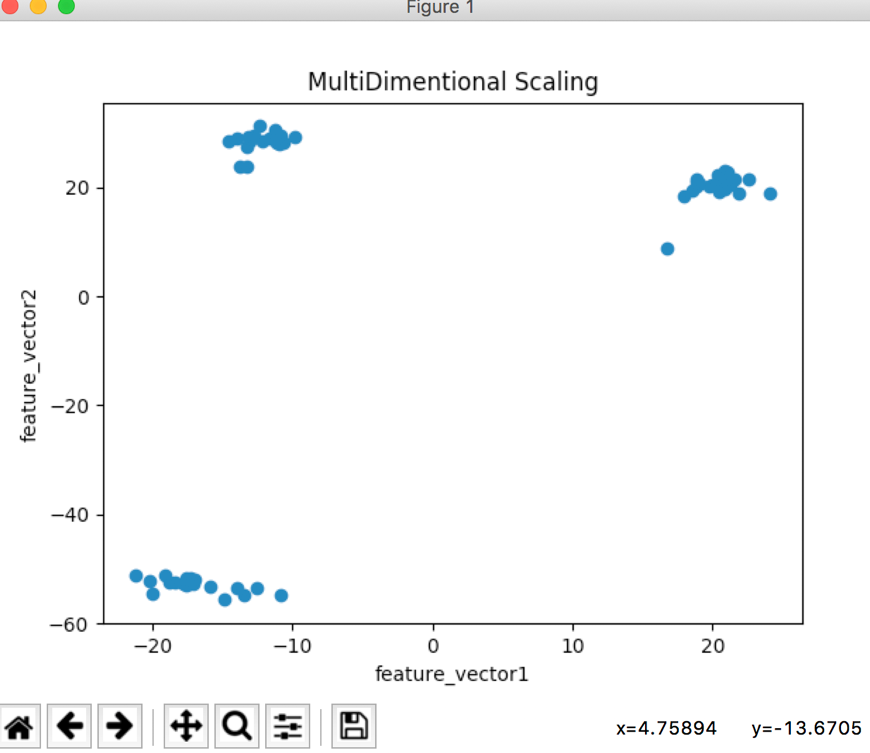 Figure 1
MultiDimentional Scaling
20
0
−20
−40
−60
feature_vector2
−20 −10 0 10 20
feature_vector1
x=4.75894 y=-13.6705